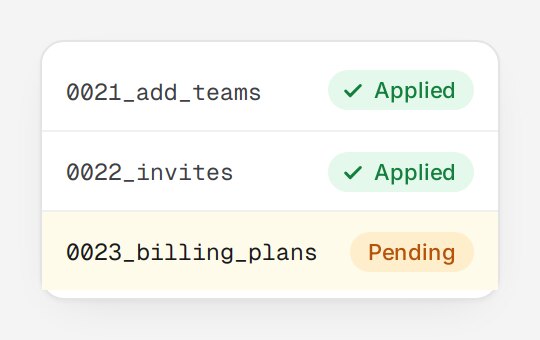 0021_add_teams Applied
0022_invites Applied
0023_billing_plans Pending